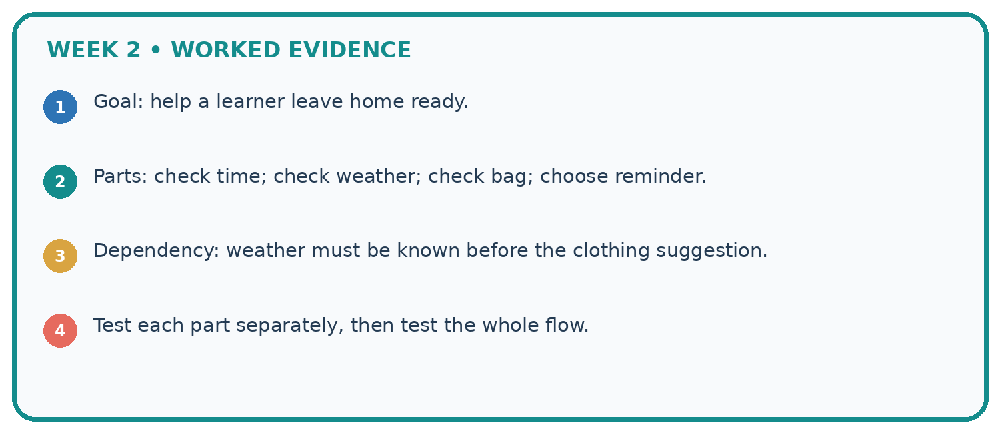 WEEK 2 • WORKED EVIDENCE
1 Goal: help a learner leave home ready.
2 Parts: check time; check weather; check bag; choose reminder.
3 Dependency: weather must be known before the clothing suggestion.
4 Test each part separately, then test the whole flow.